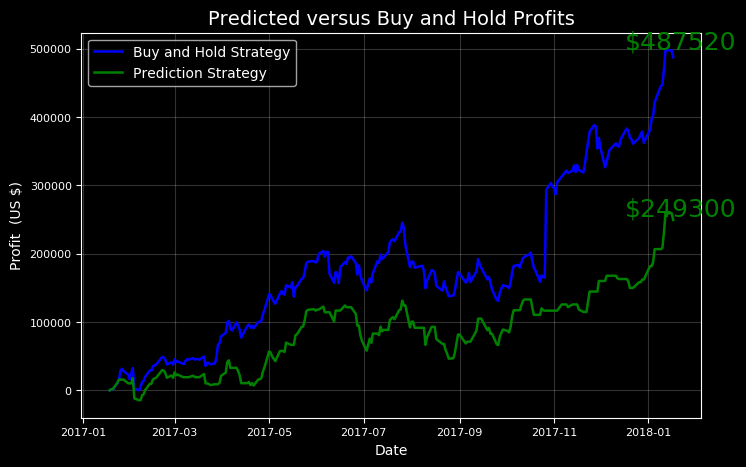 Predicted versus Buy and Hold Profits
$487520
500000
Buy and Hold Strategy
Prediction Strategy
400000
300000
$249300
200000
100000
0
Profit (US $)
2017-01 2017-03 2017-05 2017-07 2017-09 2017-11 2018-01
Date